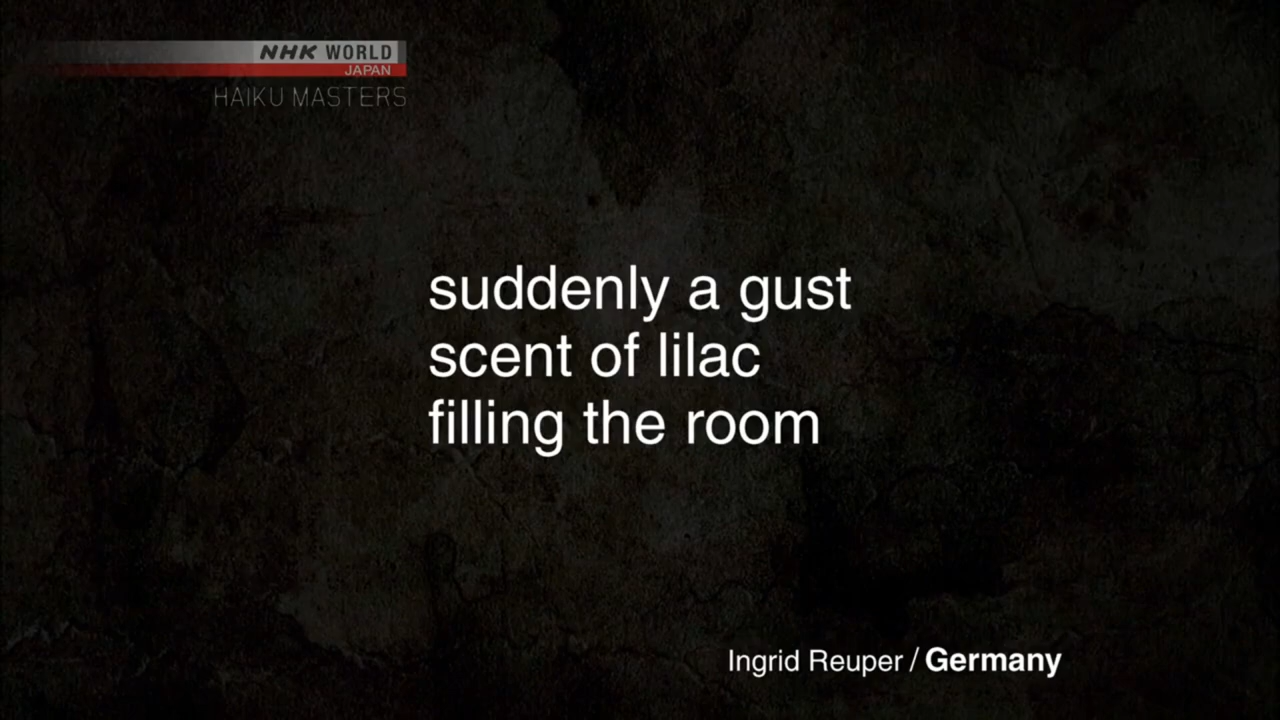 NHK WORLD
JAPAN
HAIKU MASTERS
suddenly a gust
scent of lilac
filling the room
Ingrid Reuper / Germany